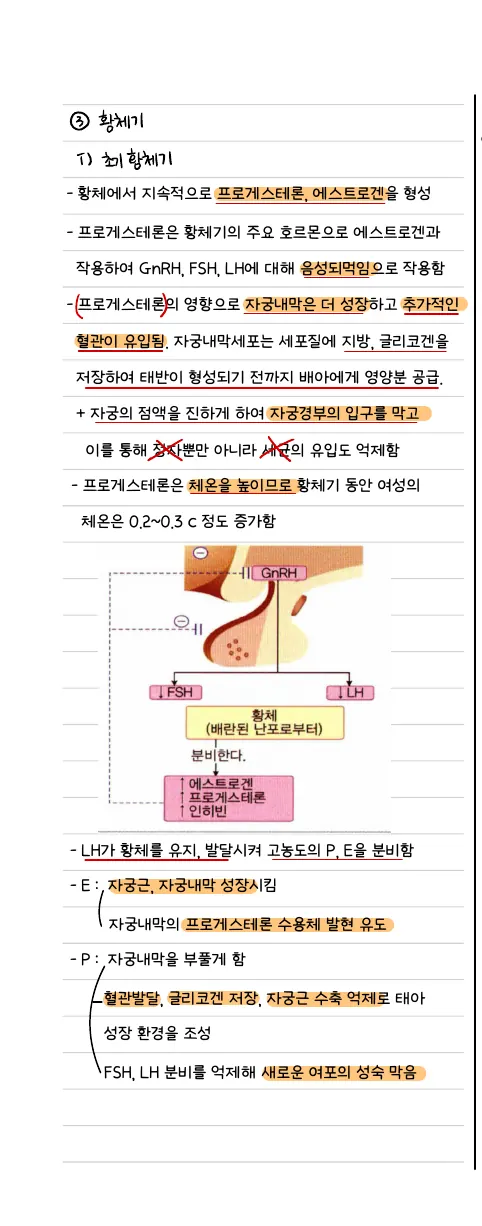 ③ 황체기
ⅰ) 초기 황체기
- 황체에서 지속적으로 프로게스테론, 에스트로겐을 형성
- 프로게스테론은 황체기의 주요 호르몬으로 에스트로겐과
작용하여 GnRH, FSH, LH에 대해 음성되먹임으로 작용함
- (프로게스테론)의 영향으로 자궁내막은 더 성장하고 추가적인
혈관이 유입됨. 자궁내막세포는 세포질에 지방, 글리코겐을
저장하여 태반이 형성되기 전까지 배아에게 영양분 공급.
+ 자궁의 점액을 진하게 하여 자궁경부의 입구를 막고
이를 통해 정자뿐만 아니라 세균의 유입도 억제함
- 프로게스테론은 체온을 높이므로 황체기 동안 여성의
체온은 0.2~0.3 c 정도 증가함
⊖
GnRH
⊖
↓ FSH
↓ LH
황체
(배란된 난포로부터)
분비한다.
↑ 에스트로겐
↑ 프로게스테론
↑ 인히빈
- LH가 황체를 유지, 발달시켜 고농도의 P, E을 분비함
- E : 자궁근, 자궁내막 성장시킴
자궁내막의 프로게스테론 수용체 발현 유도
- P : 자궁내막을 부풀게 함
혈관발달, 글리코겐 저장, 자궁근 수축 억제로 태아
성장 환경을 조성
FSH, LH 분비를 억제해 새로운 여포의 성숙 막음